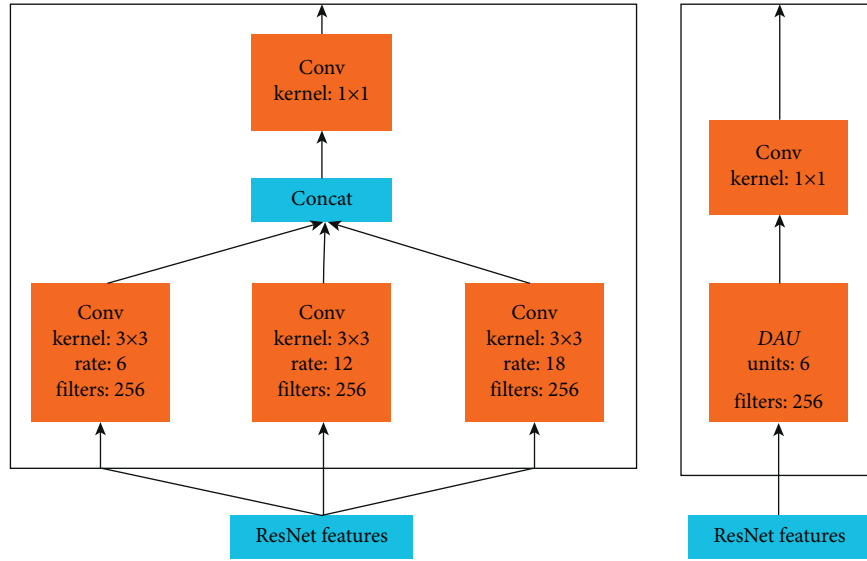 Conv
kernel: 1×1
Concat
Conv
kernel: 3×3
rate: 6
filters: 256
Conv
kernel: 3×3
rate: 12
filters: 256
Conv
kernel: 3×3
rate: 18
filters: 256
ResNet features
Conv
kernel: 1×1
DAU
units: 6
filters: 256
ResNet features